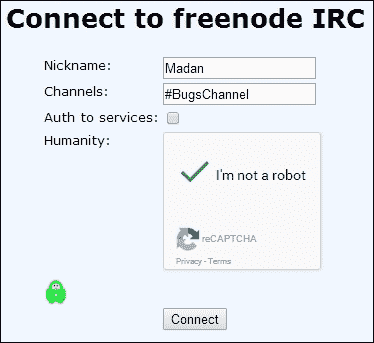 Connect to freenode IRC
Nickname: Madan
Channels: #BugsChannel
Auth to services:
Humanity:
I'm not a robot
reCAPTCHA
Privacy - Terms
Connect